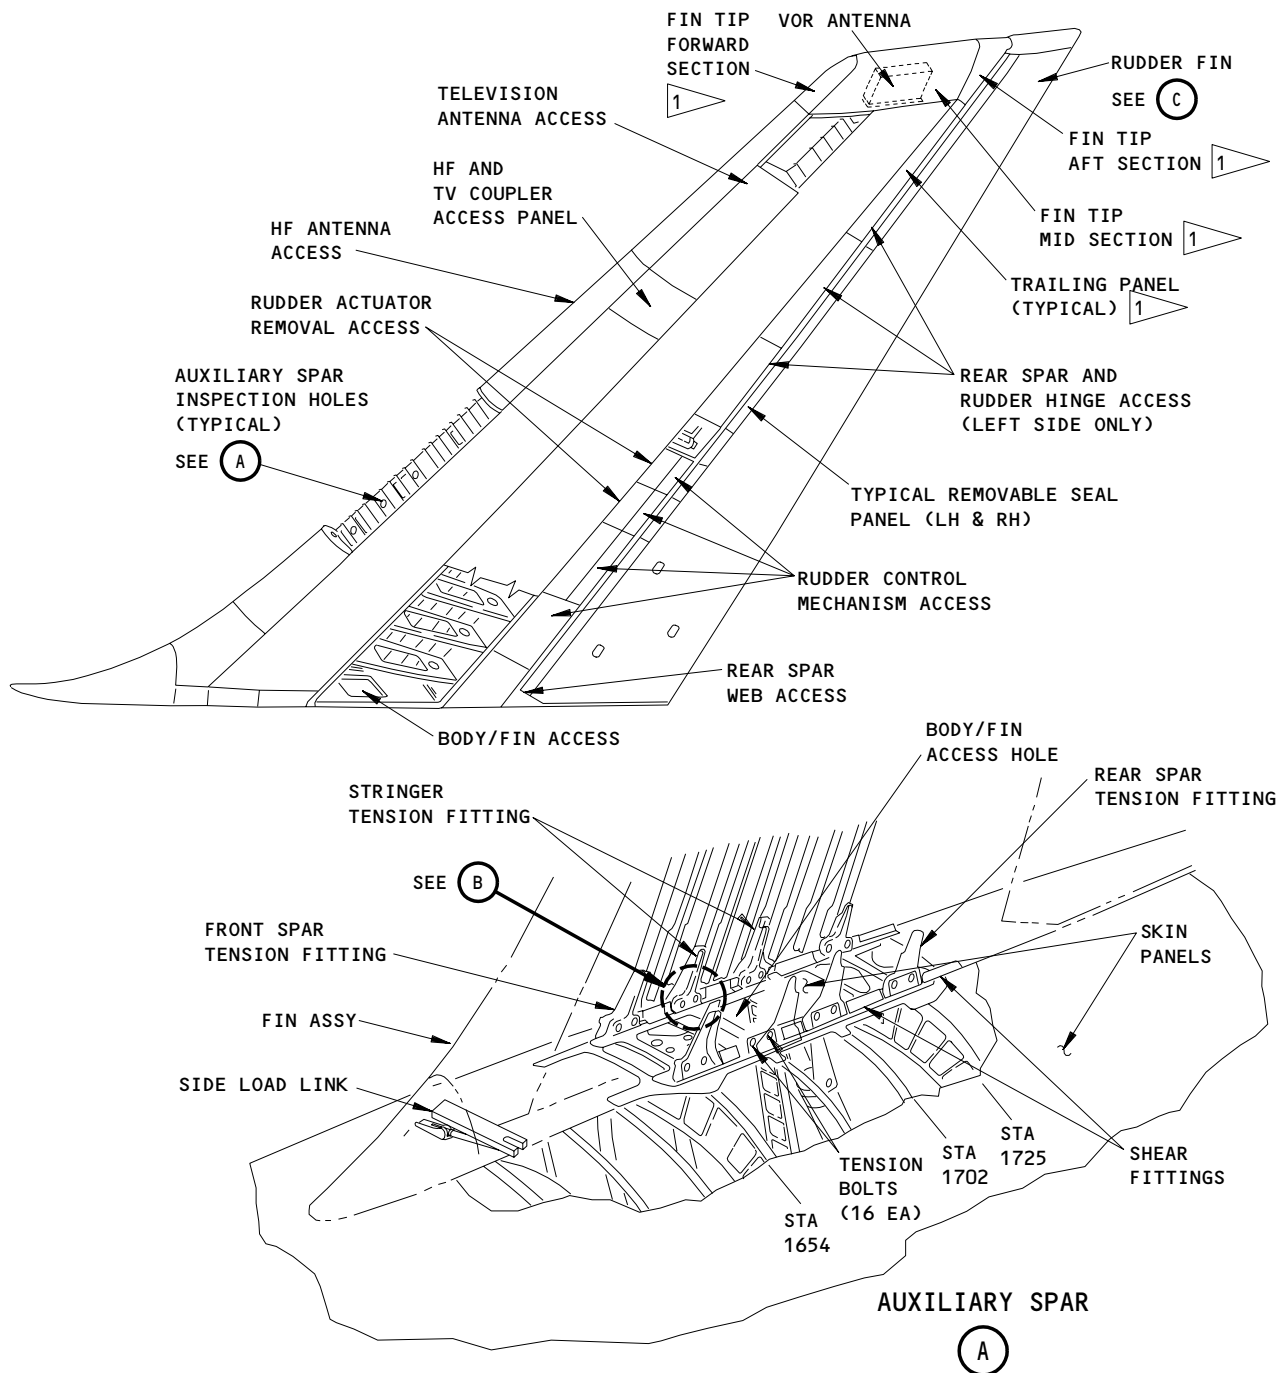 FIN TIP
FORWARD
SECTION
1
VOR ANTENNA
RUDDER FIN
SEE C
TELEVISION
ANTENNA ACCESS
FIN TIP
AFT SECTION 1
HF AND
TV COUPLER
ACCESS PANEL
FIN TIP
MID SECTION 1
HF ANTENNA
ACCESS
TRAILING PANEL
(TYPICAL) 1
RUDDER ACTUATOR
REMOVAL ACCESS
AUXILIARY SPAR
INSPECTION HOLES
(TYPICAL)
SEE A
REAR SPAR AND
RUDDER HINGE ACCESS
(LEFT SIDE ONLY)
TYPICAL REMOVABLE SEAL
PANEL (LH & RH)
RUDDER CONTROL
MECHANISM ACCESS
REAR SPAR
WEB ACCESS
BODY/FIN ACCESS
BODY/FIN
ACCESS HOLE
REAR SPAR
TENSION FITTING
STRINGER
TENSION FITTING
SEE B
FRONT SPAR
TENSION FITTING
SKIN
PANELS
FIN ASSY
SIDE LOAD LINK
STA
1725
STA
1702
SHEAR
FITTINGS
TENSION
BOLTS
(16 EA)
STA
1654
AUXILIARY SPAR
A